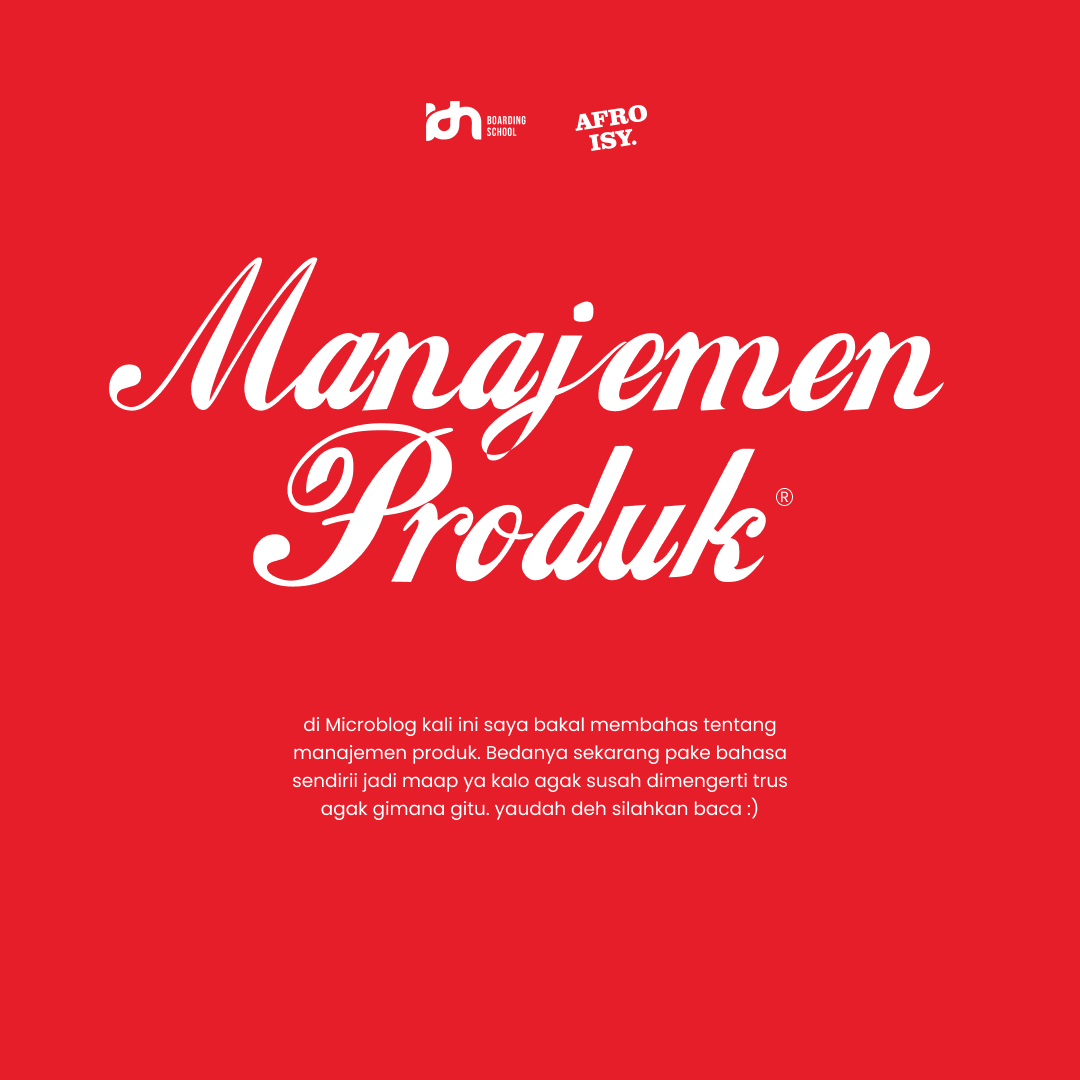 idn BOARDING
SCHOOL
AFRO
ISY.
Manajemen
Produk®
di Microblog kali ini saya bakal membahas tentang
manajemen produk. Bedanya sekarang pake bahasa
sendirii jadi maap ya kalo agak susah dimengerti trus
agak gimana gitu. yaudah deh silahkan baca :)